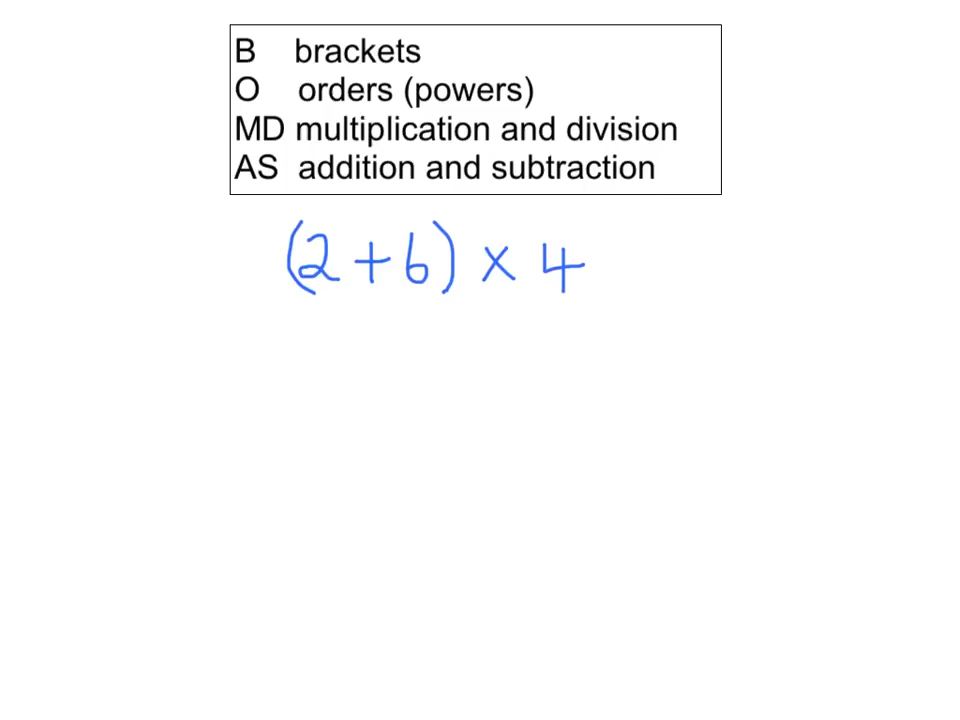 B brackets
O orders (powers)
MD multiplication and division
AS addition and subtraction
(2 + 6) × 4